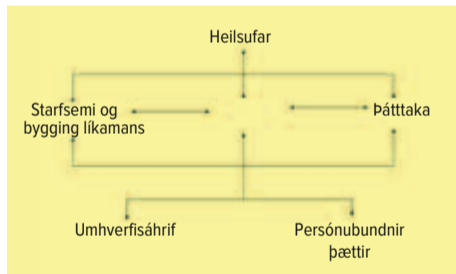 Heilsufar
Starfsemi og
bygging líkamans
Þátttaka
Umhverfisáhrif
Persónubundnir
þættir